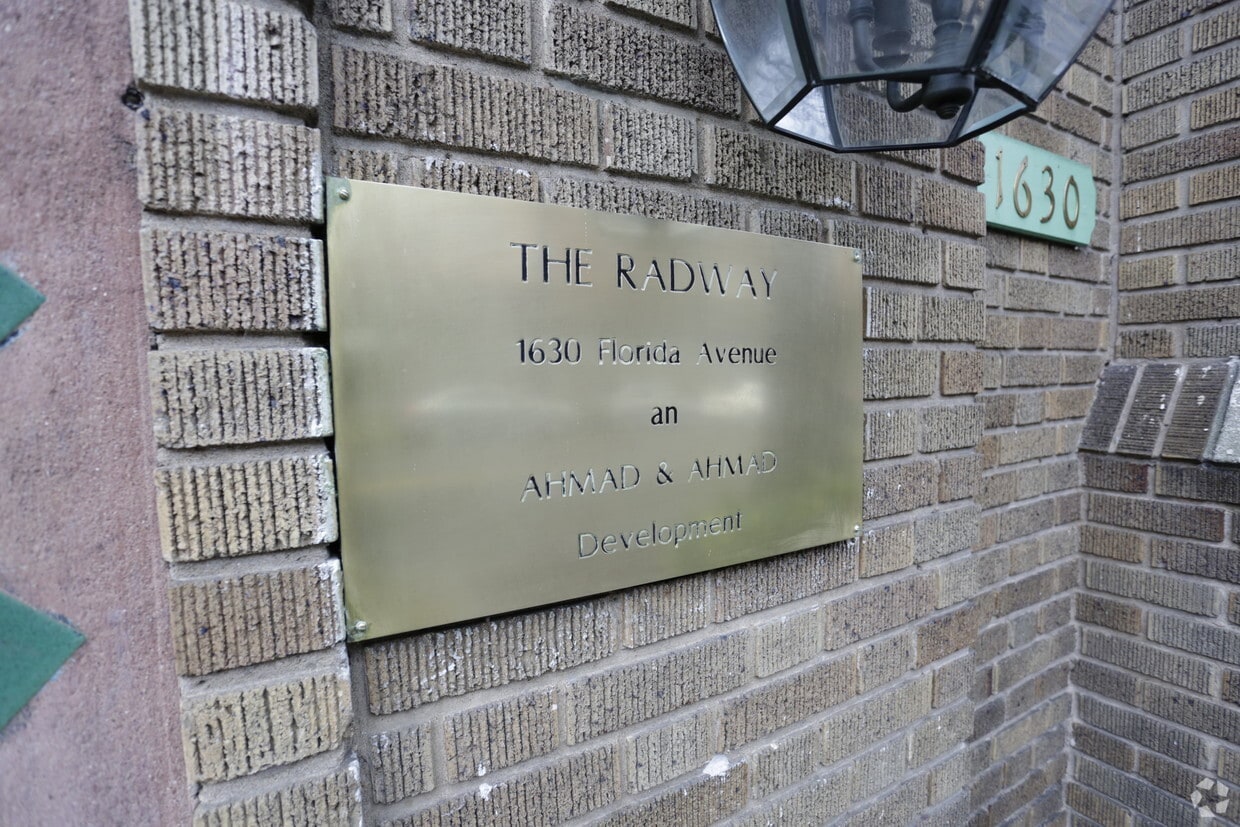 THE RADWAY
1630 Florida Avenue
an
AHMAD & AHMAD
Development
1630